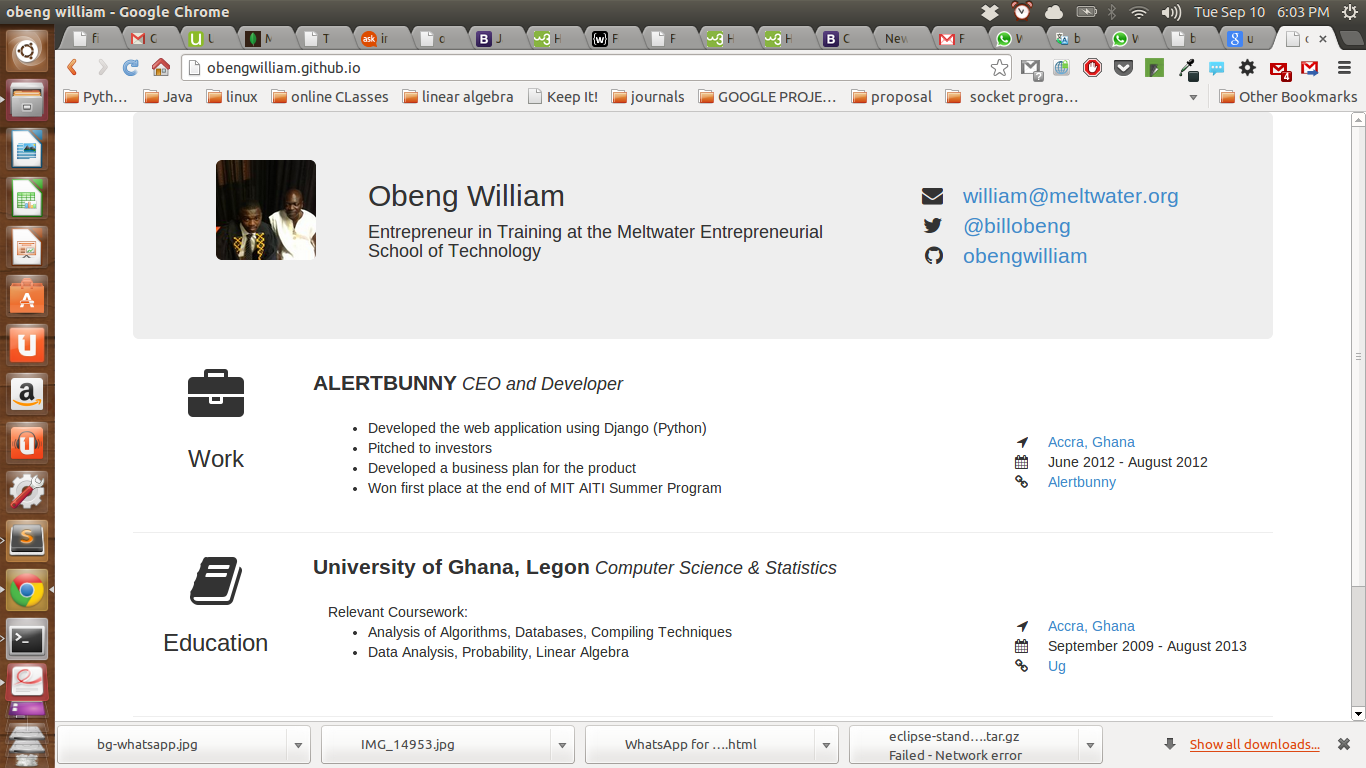 obeng william - Google Chrome
Tue Sep 10 6:03 PM
obengwilliam.github.io
Pyth... Java linux online CLasses linear algebra Keep It! journals GOOGLE PROJE... proposal socket progra... Other Bookmarks
Obeng William
Entrepreneur in Training at the Meltwater Entrepreneurial
School of Technology
william@meltwater.org
@billobeng
obengwilliam
Work
ALERTBUNNY CEO and Developer
• Developed the web application using Django (Python)
• Pitched to investors
• Developed a business plan for the product
• Won first place at the end of MIT AITI Summer Program
Accra, Ghana
June 2012 - August 2012
Alertbunny
Education
University of Ghana, Legon Computer Science & Statistics
Relevant Coursework:
• Analysis of Algorithms, Databases, Compiling Techniques
• Data Analysis, Probability, Linear Algebra
Accra, Ghana
September 2009 - August 2013
Ug
bg-whatsapp.jpg
IMG_14953.jpg
WhatsApp for ....html
eclipse-stand....tar.gz
Failed - Network error
Show all downloads...